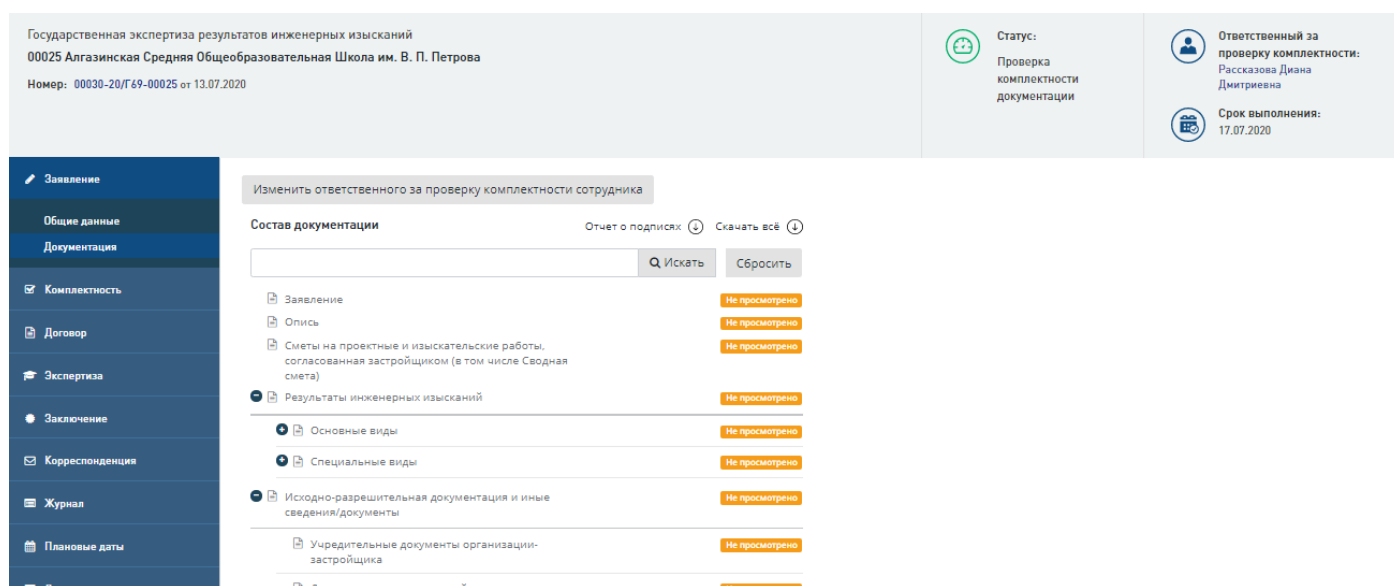 Государственная экспертиза результатов инженерных изысканий
00025 Алгазинская Средняя Общеобразовательная Школа им. В. П. Петрова
Номер: 00030-20/Г69-00025 от 13.07.2020
Статус:
Проверка
комплектности
документации
Ответственный за
проверку комплектности:
Рассказова Диана
Дмитриевна
Срок выполнения:
17.07.2020
Заявление
Общие данные
Документация
Комплектность
Договор
Экспертиза
Заключение
Корреспонденция
Журнал
Плановые даты
Изменить ответственного за проверку комплектности сотрудника
Состав документации
Отчет о подписях
Скачать всё
Искать
Сбросить
Заявление Не просмотрено
Опись Не просмотрено
Сметы на проектные и изыскательские работы, Не просмотрено
согласованная застройщиком (в том числе Сводная
смета)
Результаты инженерных изысканий Не просмотрено
Основные виды Не просмотрено
Специальные виды Не просмотрено
Исходно-разрешительная документация и иные Не просмотрено
сведения/документы
Учредительные документы организации- Не просмотрено
застройщика